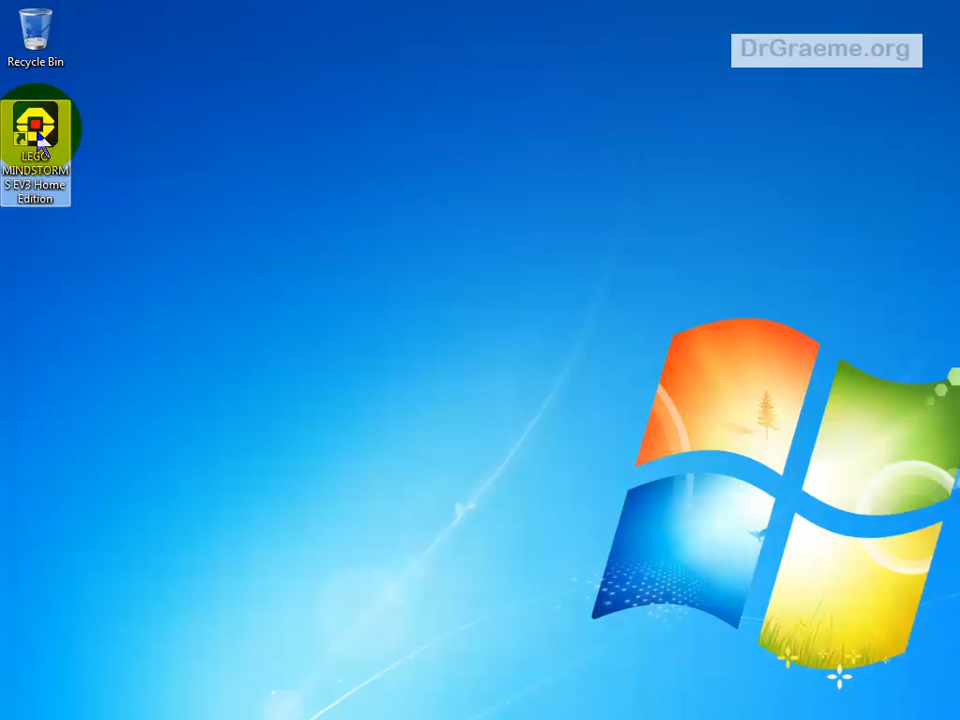 Recycle Bin
DrGraeme.org
LEGO
MINDSTORM
S EV3 Home
Edition